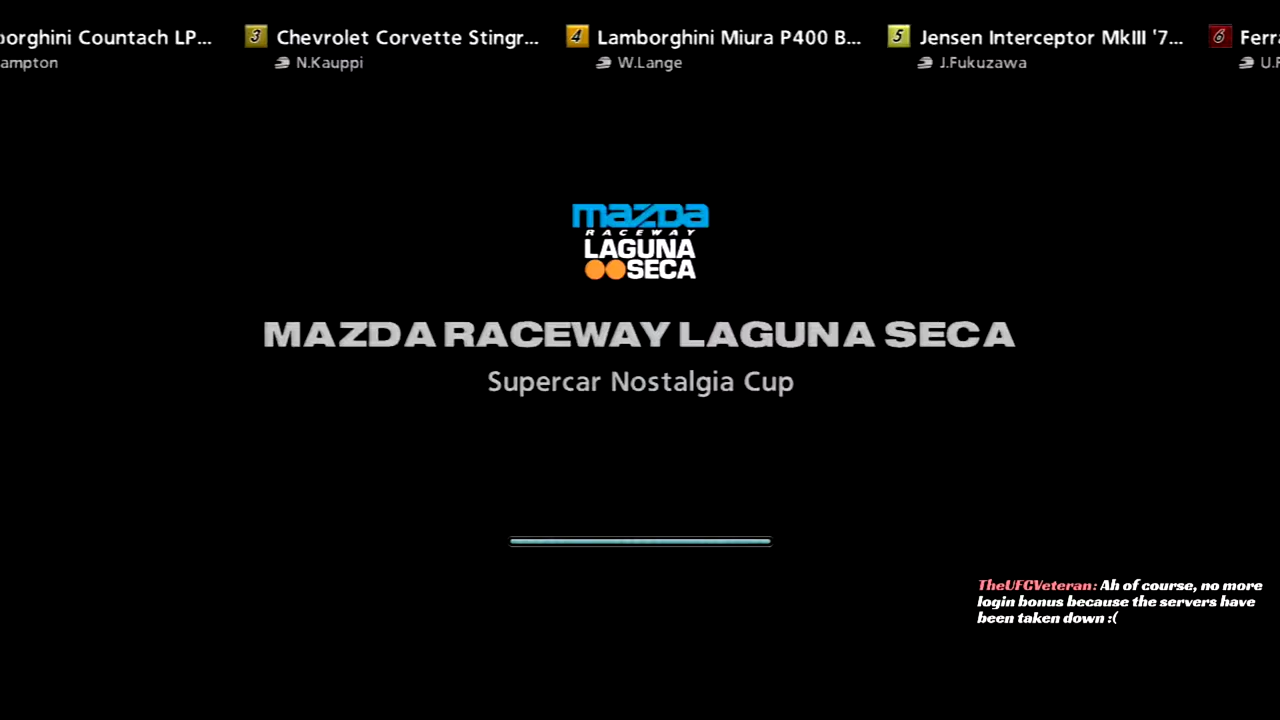 orghini Countach LP...
ampton
3 Chevrolet Corvette Stingr...
N.Kauppi
4 Lamborghini Miura P400 B...
W.Lange
5 Jensen Interceptor MkIII '7...
J.Fukuzawa
6 Ferr
U.F
mazda
RACEWAY
LAGUNA
SECA
MAZDA RACEWAY LAGUNA SECA
Supercar Nostalgia Cup
TheUFCVeteran: Ah of course, no more
login bonus because the servers have
been taken down :(